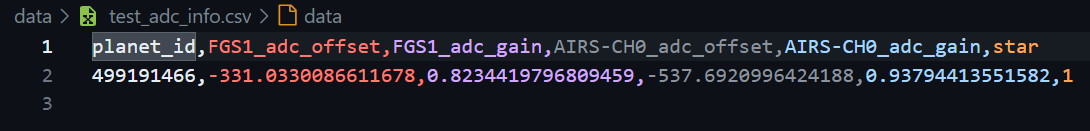 data > test_adc_info.csv > data
1 planet_id,FGS1_adc_offset,FGS1_adc_gain,AIRS-CH0_adc_offset,AIRS-CH0_adc_gain,star
2 499191466,-331.0330086611678,0.8234419796809459,-537.6920996424188,0.93794413551582,1
3